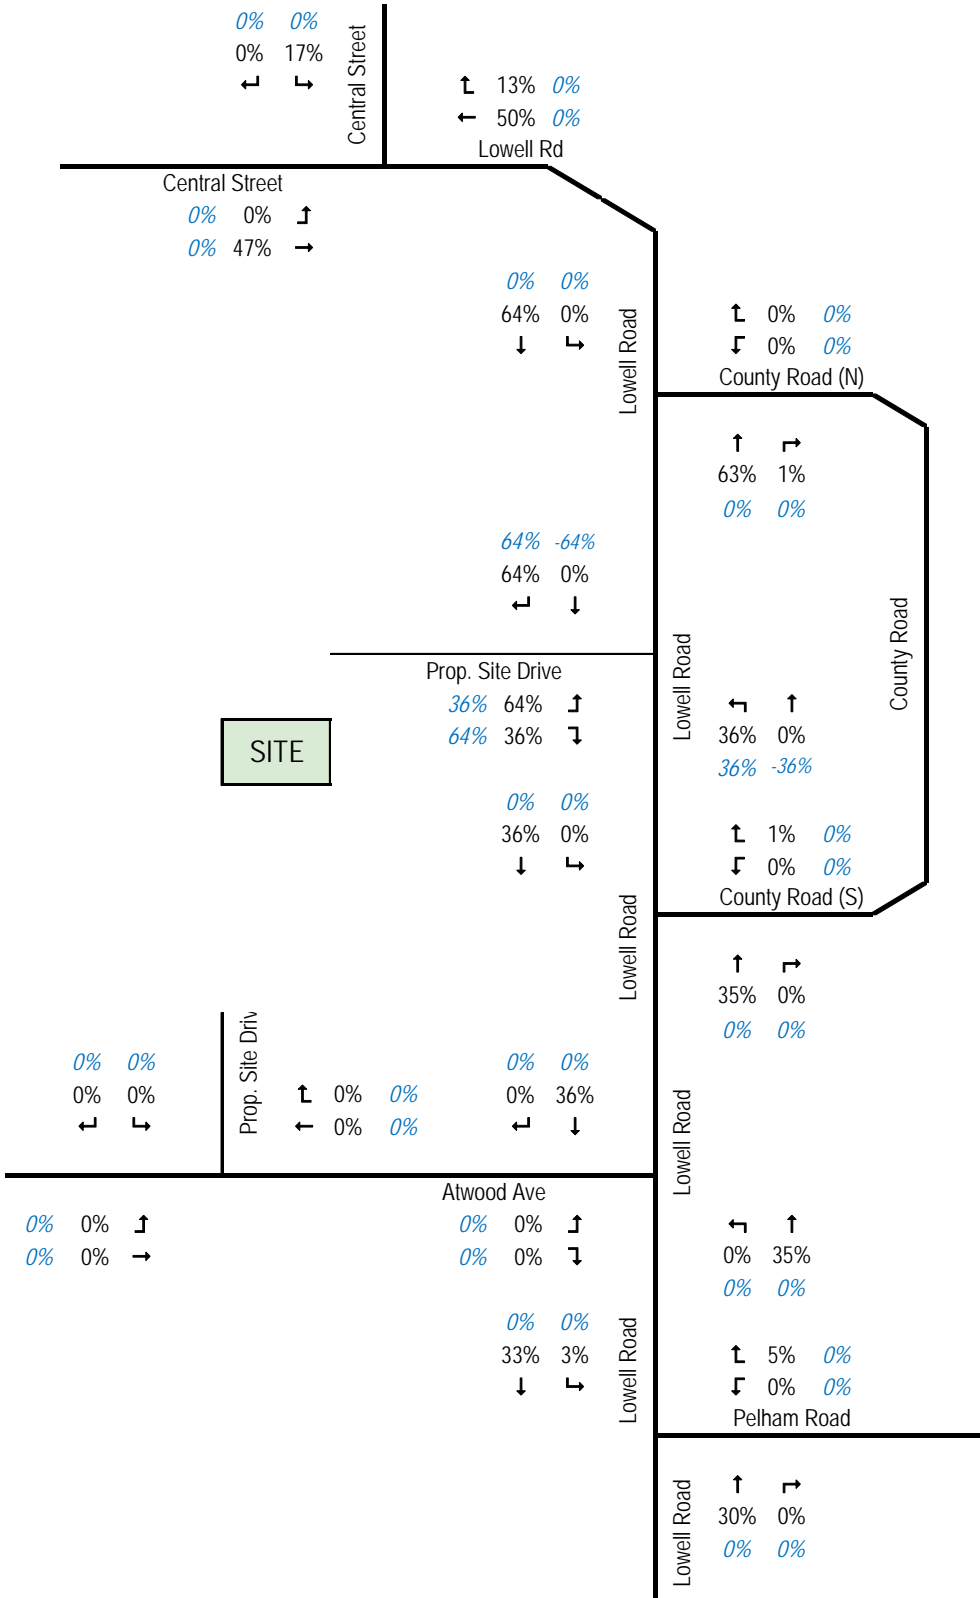 0% 0%
0% 17%
Central Street
13% 0%
50% 0%
Lowell Rd
Central Street
0% 0%
0% 47%
0% 0%
64% 0%
Lowell Road
0% 0%
0% 0%
County Road (N)
63% 1%
0% 0%
64% -64%
64% 0%
Prop. Site Drive
36% 64%
64% 36%
Lowell Road
County Road
36% 0%
36% -36%
SITE
0% 0%
36% 0%
1% 0%
0% 0%
County Road (S)
Lowell Road
35% 0%
0% 0%
0% 0%
0% 0%
Prop. Site Driv
0% 0%
0% 0%
0% 0%
0% 36%
Lowell Road
Atwood Ave
0% 0%
0% 0%
0% 0%
0% 0%
0% 35%
0% 0%
0% 0%
33% 3%
Lowell Road
5% 0%
0% 0%
Pelham Road
Lowell Road
30% 0%
0% 0%